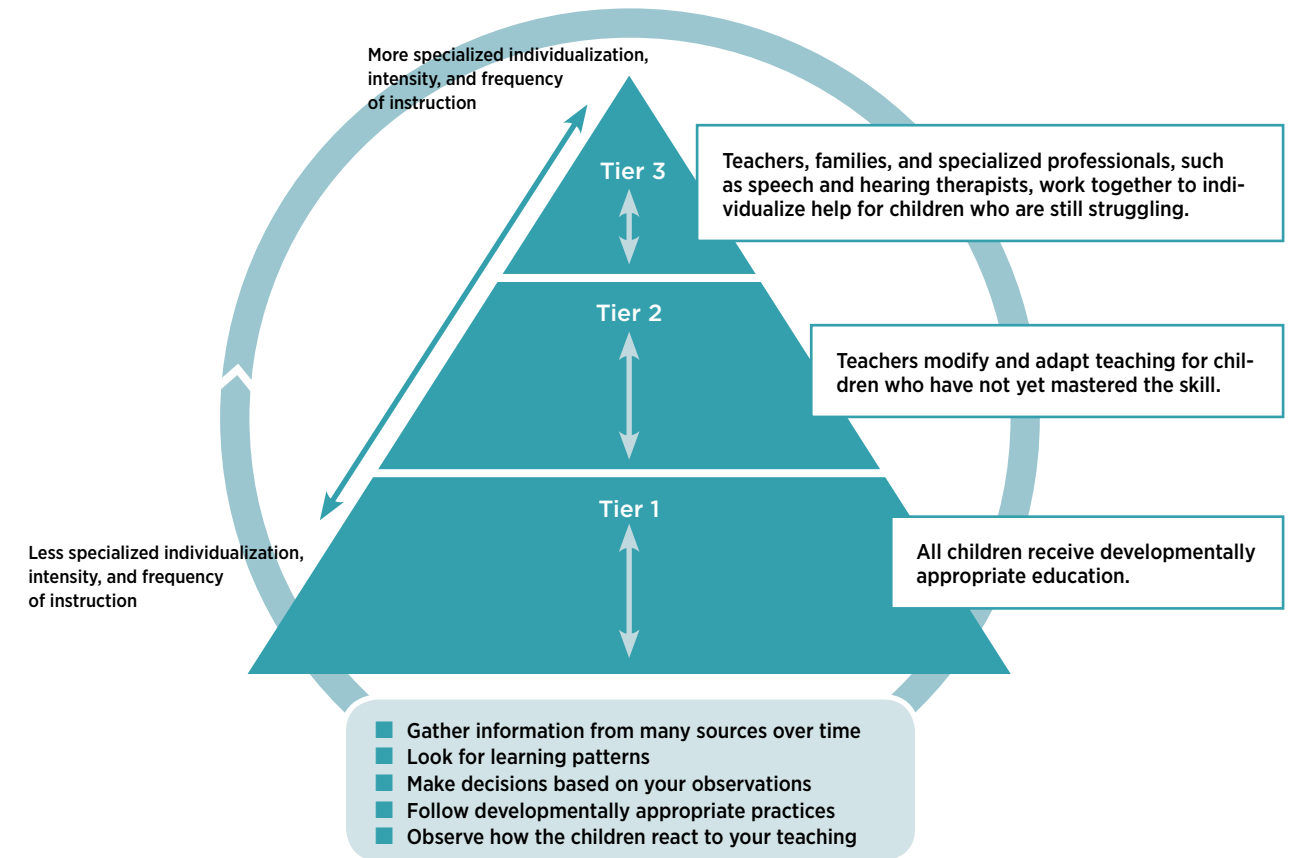 More specialized individualization,
intensity, and frequency
of instruction
Tier 3
Teachers, families, and specialized professionals, such
as speech and hearing therapists, work together to indi-
vidualize help for children who are still struggling.
Tier 2
Teachers modify and adapt teaching for chil-
dren who have not yet mastered the skill.
Tier 1
All children receive developmentally
appropriate education.
Less specialized individualization,
intensity, and frequency
of instruction
Gather information from many sources over time
Look for learning patterns
Make decisions based on your observations
Follow developmentally appropriate practices
Observe how the children react to your teaching